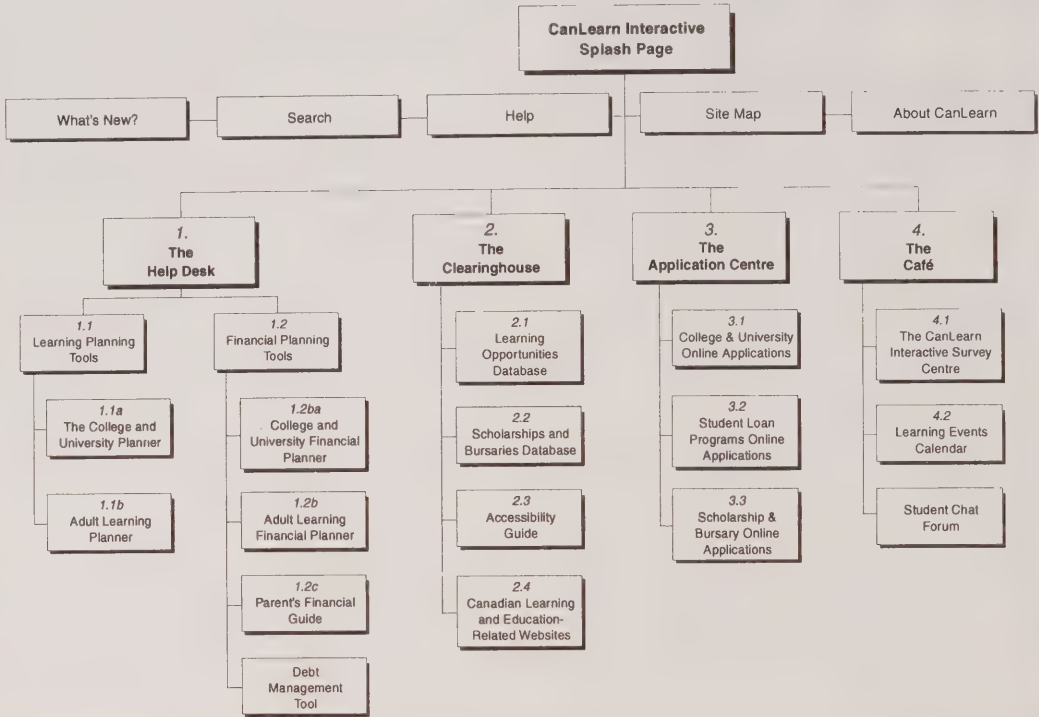 CanLearn Interactive
Splash Page
What's New?
Search
Help
Site Map
About CanLearn
1.
The
Help Desk
2.
The
Clearinghouse
3.
The
Application Centre
4.
The
Café
1.1
Learning Planning
Tools
1.1a
The College and
University Planner
1.1b
Adult Learning
Planner
1.2
Financial Planning
Tools
1.2ba
College and
University Financial
Planner
1.2b
Adult Learning
Financial Planner
1.2c
Parent's Financial
Guide
Debt
Management
Tool
2.1
Learning
Opportunities
Database
2.2
Scholarships and
Bursaries Database
2.3
Accessibility
Guide
2.4
Canadian Learning
and Education-
Related Websites
3.1
College & University
Online Applications
3.2
Student Loan
Programs Online
Applications
3.3
Scholarship &
Bursary Online
Applications
4.1
The CanLearn
Interactive Survey
Centre
4.2
Learning Events
Calendar
Student Chat
Forum